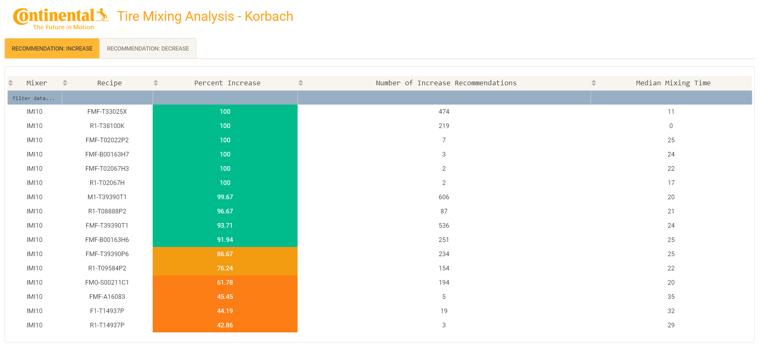 Continental
The Future in Motion
Tire Mixing Analysis - Korbach
RECOMMENDATION: INCREASE RECOMMENDATION: DECREASE
Mixer Recipe Percent Increase Number of Increase Recommendations Median Mixing Time
filter data...
IMI10 FMF-T33025X 100 474 11
IMI10 R1-T38100K 100 219 0
IMI10 FMF-T02022P2 100 7 25
IMI10 FMF-B00163H7 100 3 24
IMI10 FMF-T02067H3 100 2 22
IMI10 R1-T02067H 100 2 17
IMI10 M1-T39390T1 99.67 606 20
IMI10 R1-T08888P2 96.67 87 21
IMI10 FMF-T39390T1 93.71 536 24
IMI10 FMF-B00163H6 91.94 251 25
IMI10 FMF-T39390P6 86.67 234 25
IMI10 R1-T09584P2 76.24 154 22
IMI10 FMO-S00211C1 61.78 194 20
IMI10 FMF-A16083 45.45 5 35
IMI10 F1-T14937P 44.19 19 32
IMI10 R1-T14937P 42.86 3 29